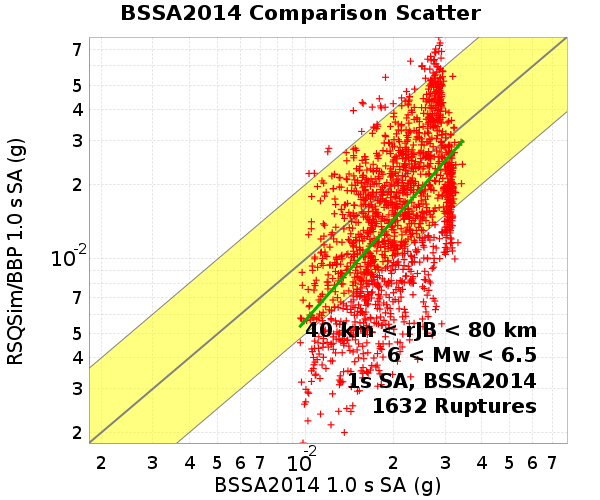 BSSA2014 Comparison Scatter
RSQSim/BBP 1.0 s SA (g)
7
5
4
3
2
10-2
7
5
4
3
2
40 km < rJB < 80 km
6 < Mw < 6.5
1s SA, BSSA2014
1632 Ruptures
2 3 4 5 6 7 10-2 2 3 4 5 6 7
BSSA2014 1.0 s SA (g)